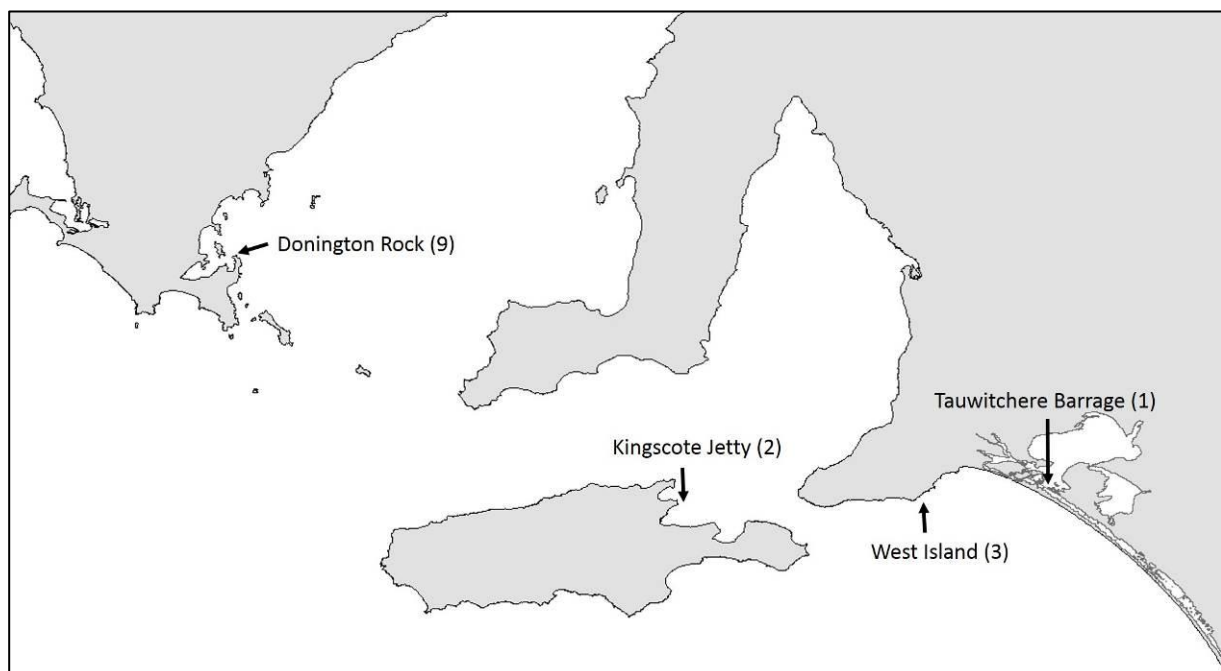 Donington Rock (9)
Tauwitchere Barrage (1)
Kingscote Jetty (2)
West Island (3)